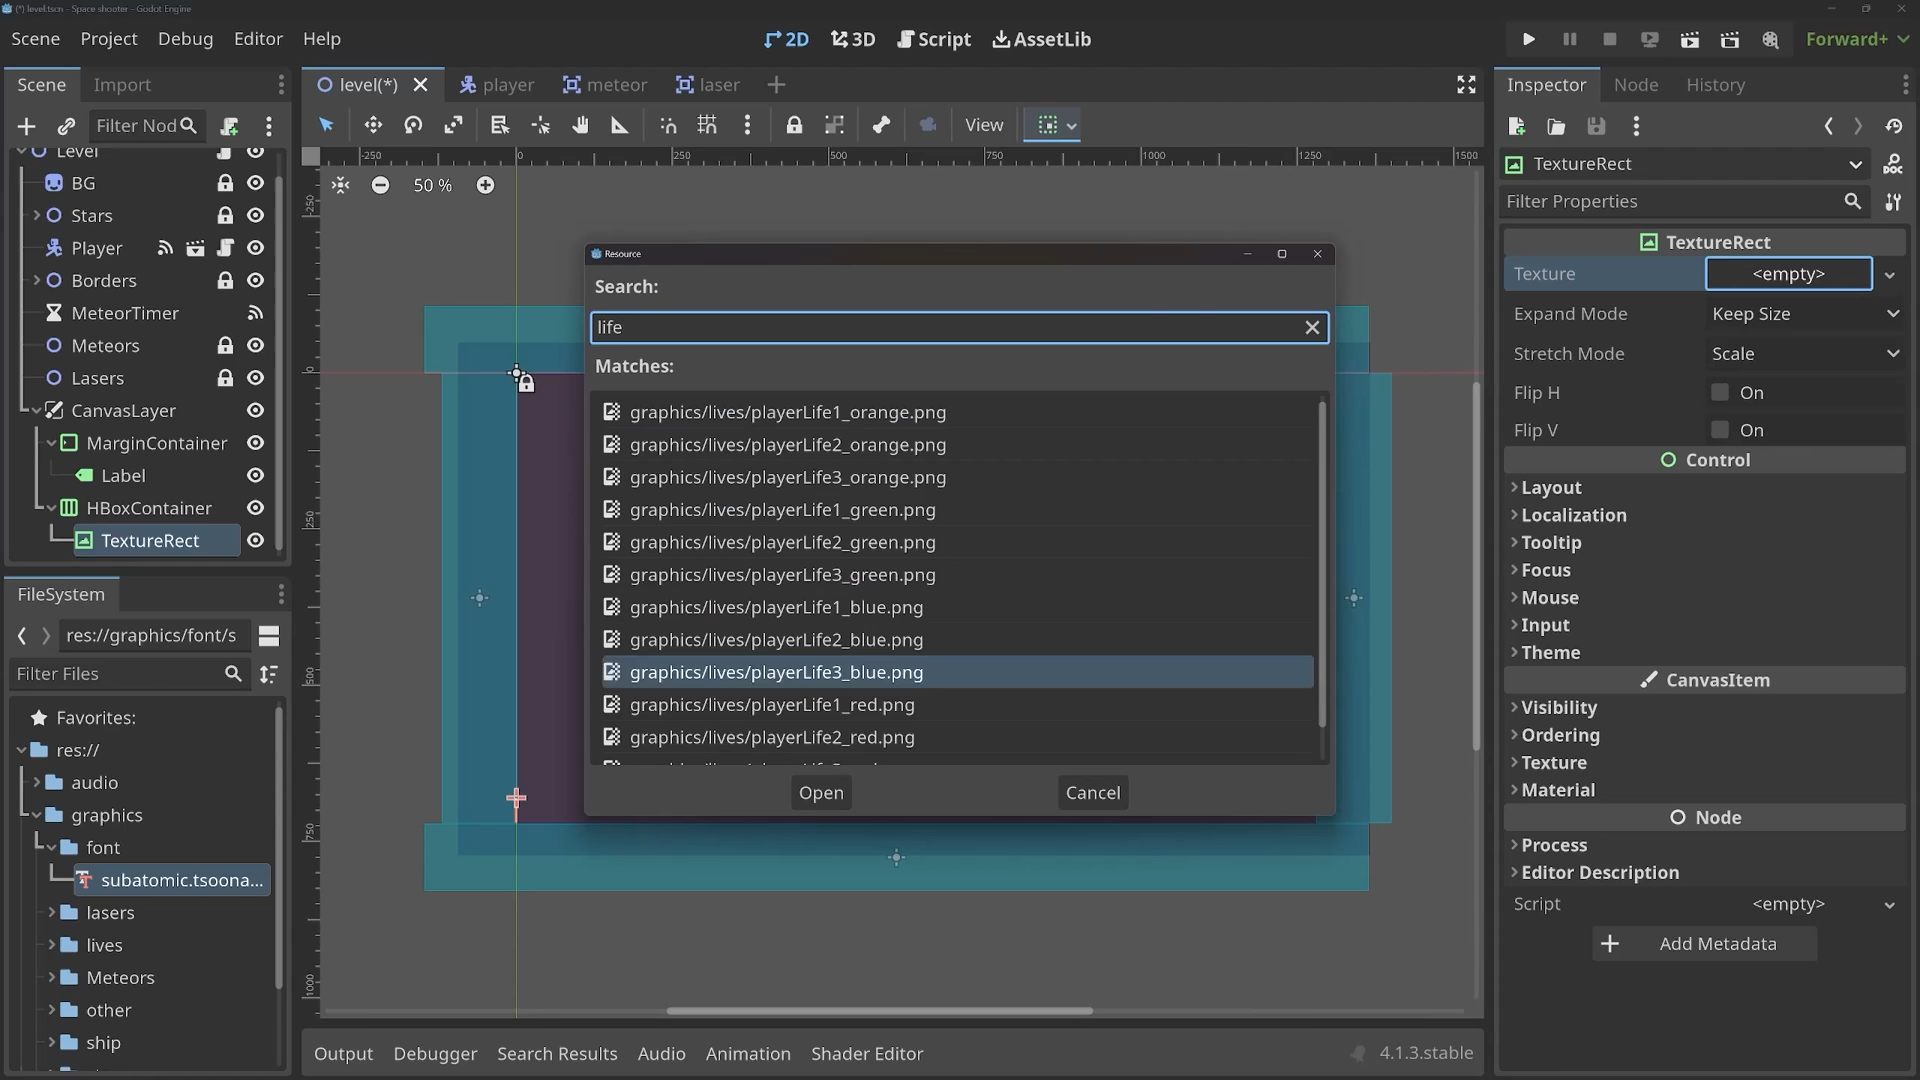 (*) level.tscn - Space shooter - Godot Engine
Scene Project Debug Editor Help
2D 3D Script AssetLib
Forward+
Scene Import
level(*) player meteor laser
Inspector Node History
Filter Nod
View
TextureRect
Filter Properties
-250 0 250 500 750 1000 1250 1500
50 %
Level
BG
Stars
Player
Borders
MeteorTimer
Meteors
Lasers
CanvasLayer
MarginContainer
Label
HBoxContainer
TextureRect
-250
0
250
500
750
1000
Resource
Search:
life
Matches:
graphics/lives/playerLife1_orange.png
graphics/lives/playerLife2_orange.png
graphics/lives/playerLife3_orange.png
graphics/lives/playerLife1_green.png
graphics/lives/playerLife2_green.png
graphics/lives/playerLife3_green.png
graphics/lives/playerLife1_blue.png
graphics/lives/playerLife2_blue.png
graphics/lives/playerLife3_blue.png
graphics/lives/playerLife1_red.png
graphics/lives/playerLife2_red.png
Open Cancel
TextureRect
Texture <empty>
Expand Mode Keep Size
Stretch Mode Scale
Flip H On
Flip V On
Control
Layout
Localization
Tooltip
Focus
Mouse
Input
Theme
CanvasItem
Visibility
Ordering
Texture
Material
Node
Process
Editor Description
Script <empty>
Add Metadata
FileSystem
res://graphics/font/s
Filter Files
Favorites:
res://
audio
graphics
font
subatomic.tsoona...
lasers
lives
Meteors
other
ship
Output Debugger Search Results Audio Animation Shader Editor
4.1.3.stable